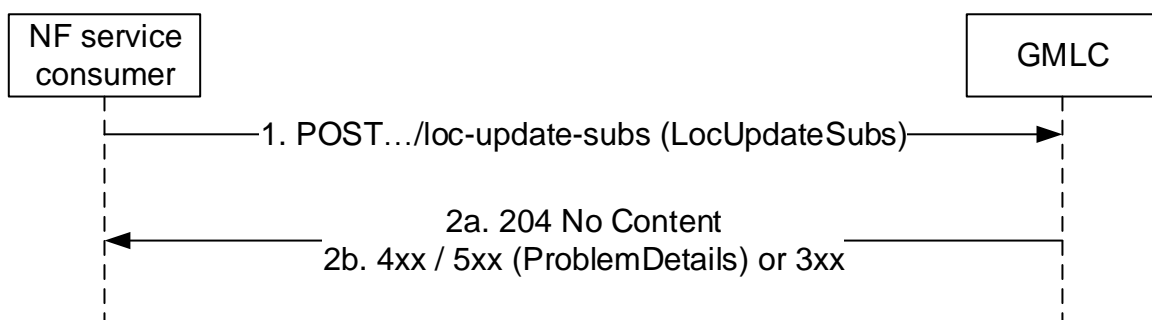 NF service
consumer
GMLC
1. POST…/loc-update-subs (LocUpdateSubs)
2a. 204 No Content
2b. 4xx / 5xx (ProblemDetails) or 3xx